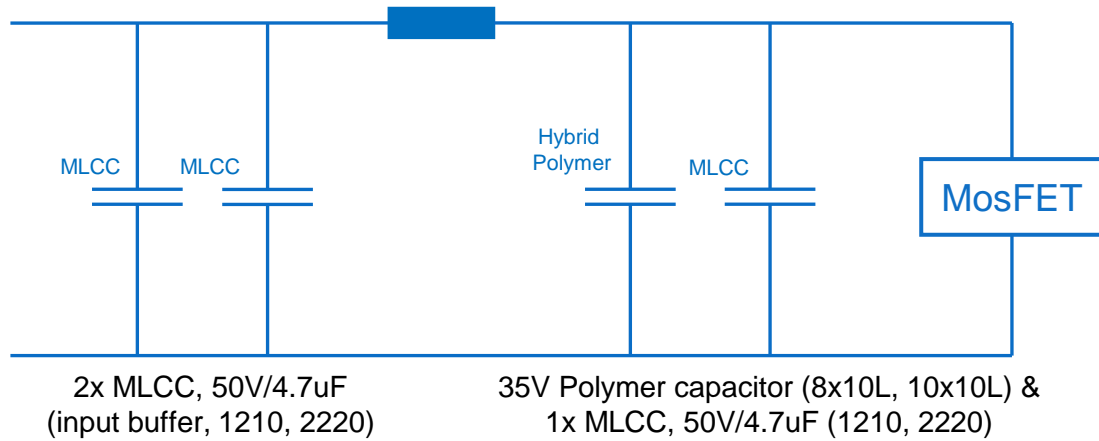 Hybrid
Polymer
MLCC
MLCC
MLCC
MosFET
2x MLCC, 50V/4.7uF
(input buffer, 1210, 2220)
35V Polymer capacitor (8x10L, 10x10L) &
1x MLCC, 50V/4.7uF (1210, 2220)